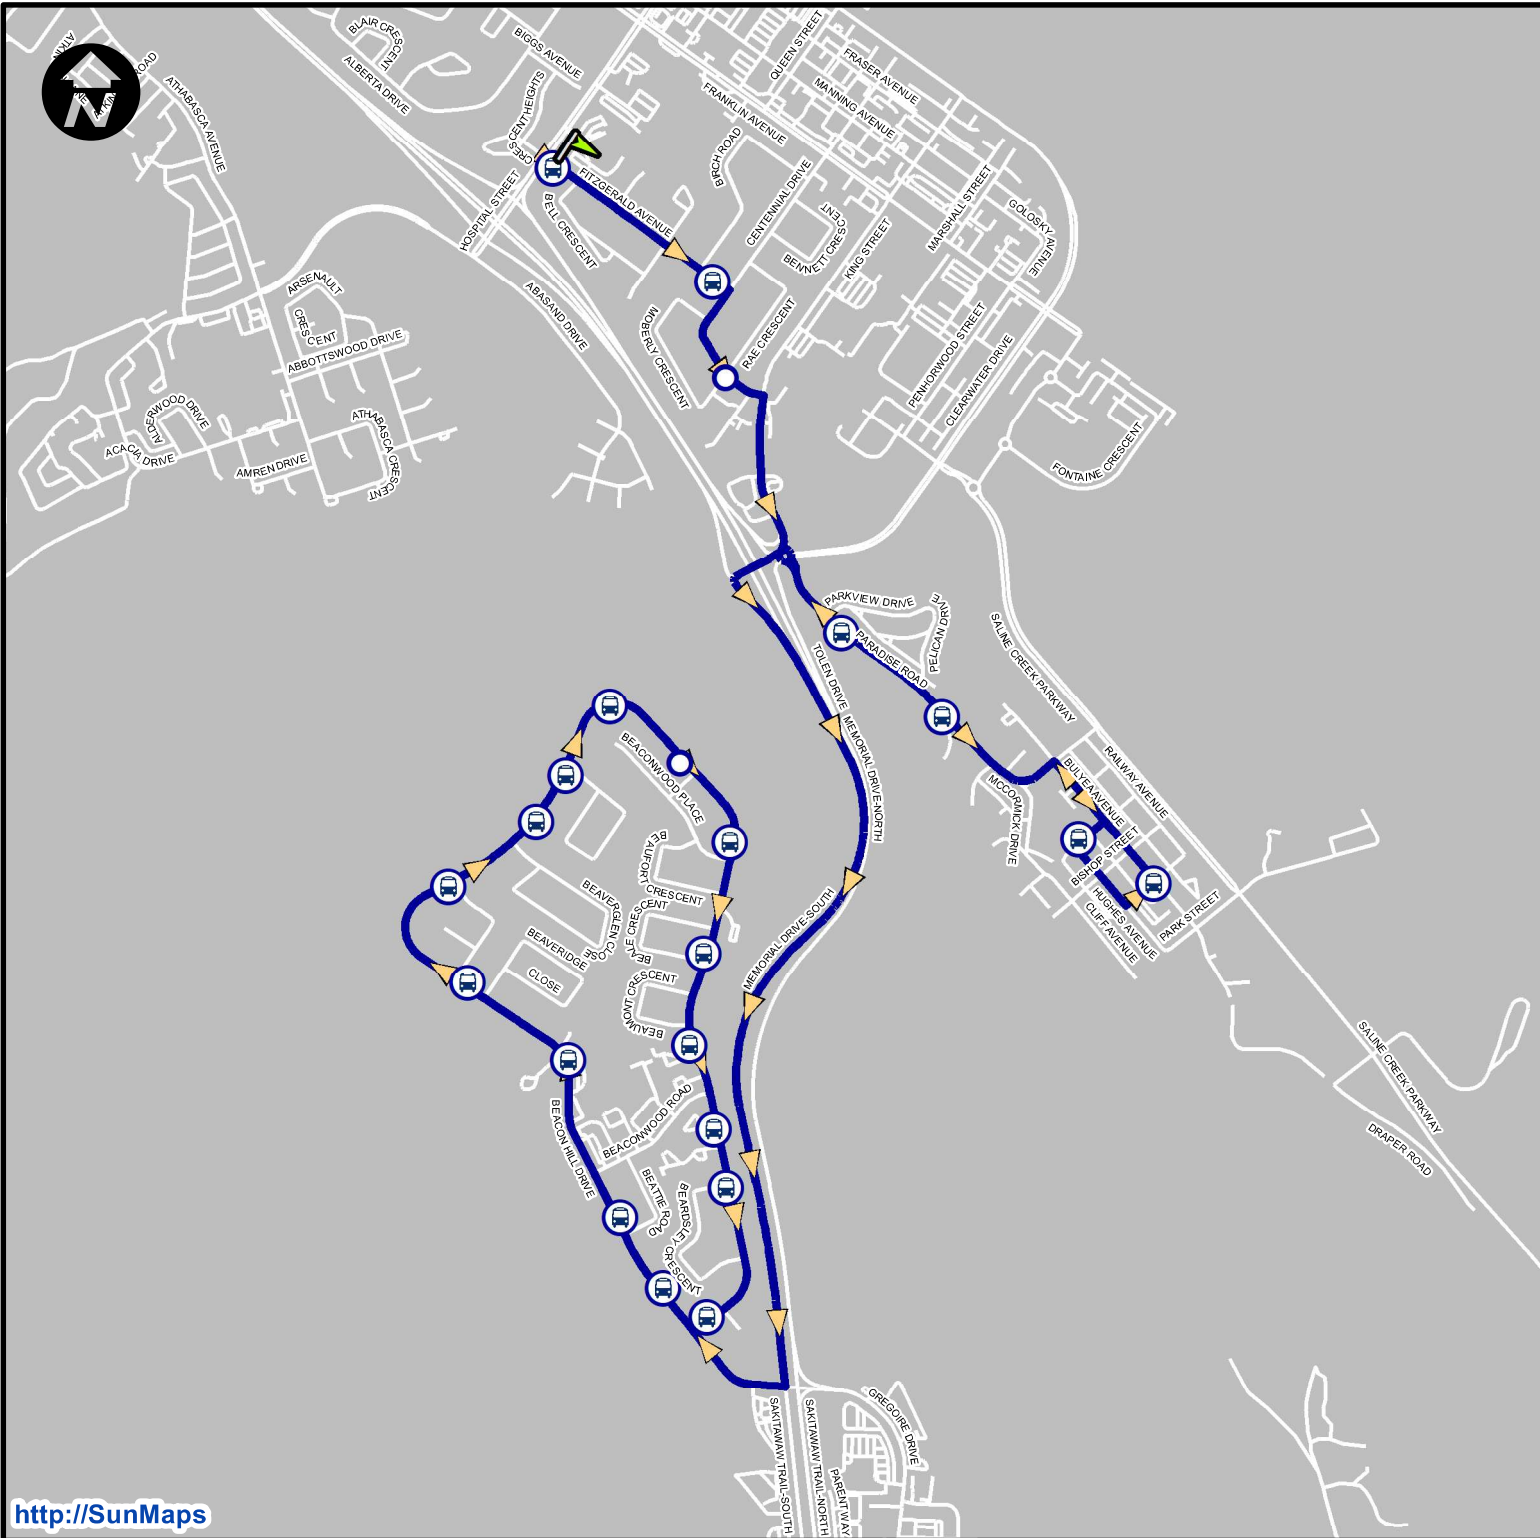 BLAIR CRESCENT
BIGGS AVENUE
QUEEN STREET
FRASER AVENUE
ALBERTA DRIVE
ATHABASCA AVENUE
N
CRESCENT HEIGHTS
FRANKLIN AVENUE
MANNING AVENUE
BIRCH ROAD
HOSPITAL STREET
FITZGERALD AVENUE
BELL CRESCENT
CENTENNIAL DRIVE
BENNETT CRESCENT
KING STREET
MARSHALL STREET
GOLOSKY AVENUE
ARSENAULT CRESCENT
ABASAND DRIVE
ABBOTTSWOOD DRIVE
MOBERLY CRESCENT
RAE CRESCENT
PENHORWOOD STREET
CLEARWATER DRIVE
ALDERWOOD DRIVE
ATHABASCA CRESCENT
ACACIA DRIVE
AMREN DRIVE
FONTAINE CRESCENT
PARKVIEW DRIVE
PELICAN DRIVE
PARADISE ROAD
SALINE CREEK PARKWAY
TOLEN DRIVE
MEMORIAL DRIVE-NORTH
BEACONWOOD PLACE
RAILWAY AVENUE
BULYEA AVENUE
MCCORMICK DRIVE
BISHOP STREET
HUGHES AVENUE
CLIFF AVENUE
PARK STREET
BEAUFORT CRESCENT
BEAVERGLEN CLOSE
BEALE CRESCENT
BEAVERIDGE CLOSE
MEMORIAL DRIVE-SOUTH
BEAUMONT CRESCENT
SALINE CREEK PARKWAY
DRAPER ROAD
BEACONWOOD ROAD
BEACON HILL DRIVE
BEATTIE ROAD
BEARDSLEY CRESCENT
GREGOIRE DRIVE
SAKITAWAW TRAIL-SOUTH
SAKITAWAW TRAIL-NORTH
PARENT WAY
http://SunMaps